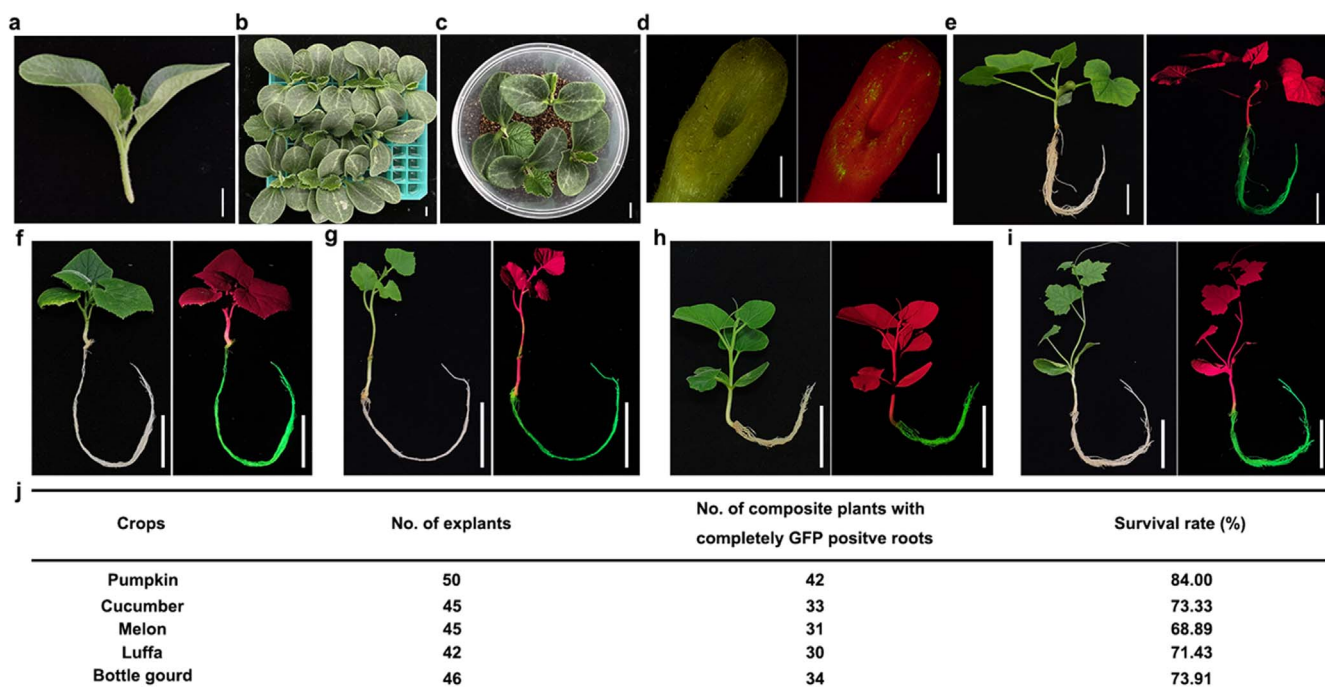 a
b
c
d
e
f
g
h
i
j
Crops No. of explants No. of composite plants with completely GFP positve roots Survival rate (%)
Pumpkin 50 42 84.00
Cucumber 45 33 73.33
Melon 45 31 68.89
Luffa 42 30 71.43
Bottle gourd 46 34 73.91